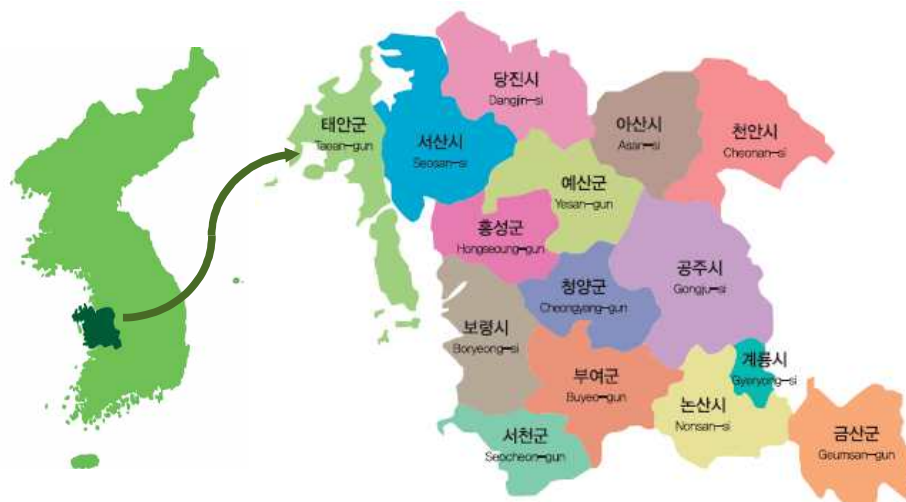 당진시
Dangjin-si
태안군
Taean-gun
서산시
Seosan-si
아산시
Asan-si
천안시
Cheonan-si
예산군
Yesan-gun
홍성군
Hongseoung-gun
청양군
Cheongyang-gun
공주시
Gongju-si
보령시
Boryeong-si
부여군
Buyeo-gun
계룡시
Gyeryong-si
논산시
Nonsan-si
서천군
Seocheon-gun
금산군
Geumsan-gun